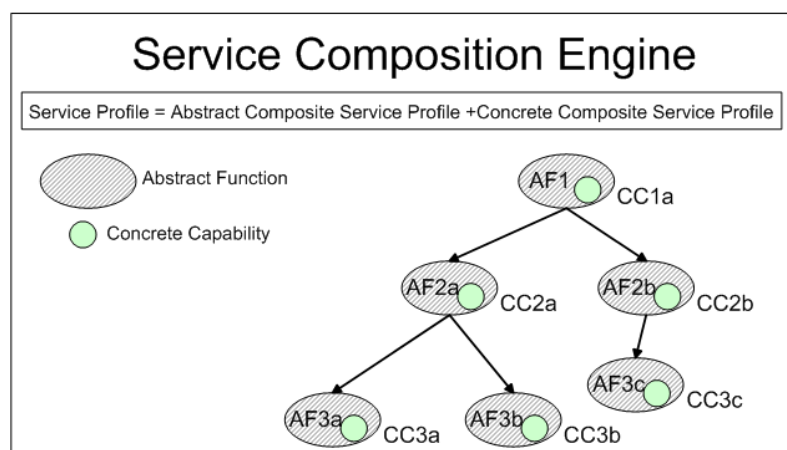 Service Composition Engine
Service Profile = Abstract Composite Service Profile +Concrete Composite Service Profile
Abstract Function
Concrete Capability
AF1
CC1a
AF2a
CC2a
AF2b
CC2b
AF3c
CC3c
AF3a
CC3a
AF3b
CC3b